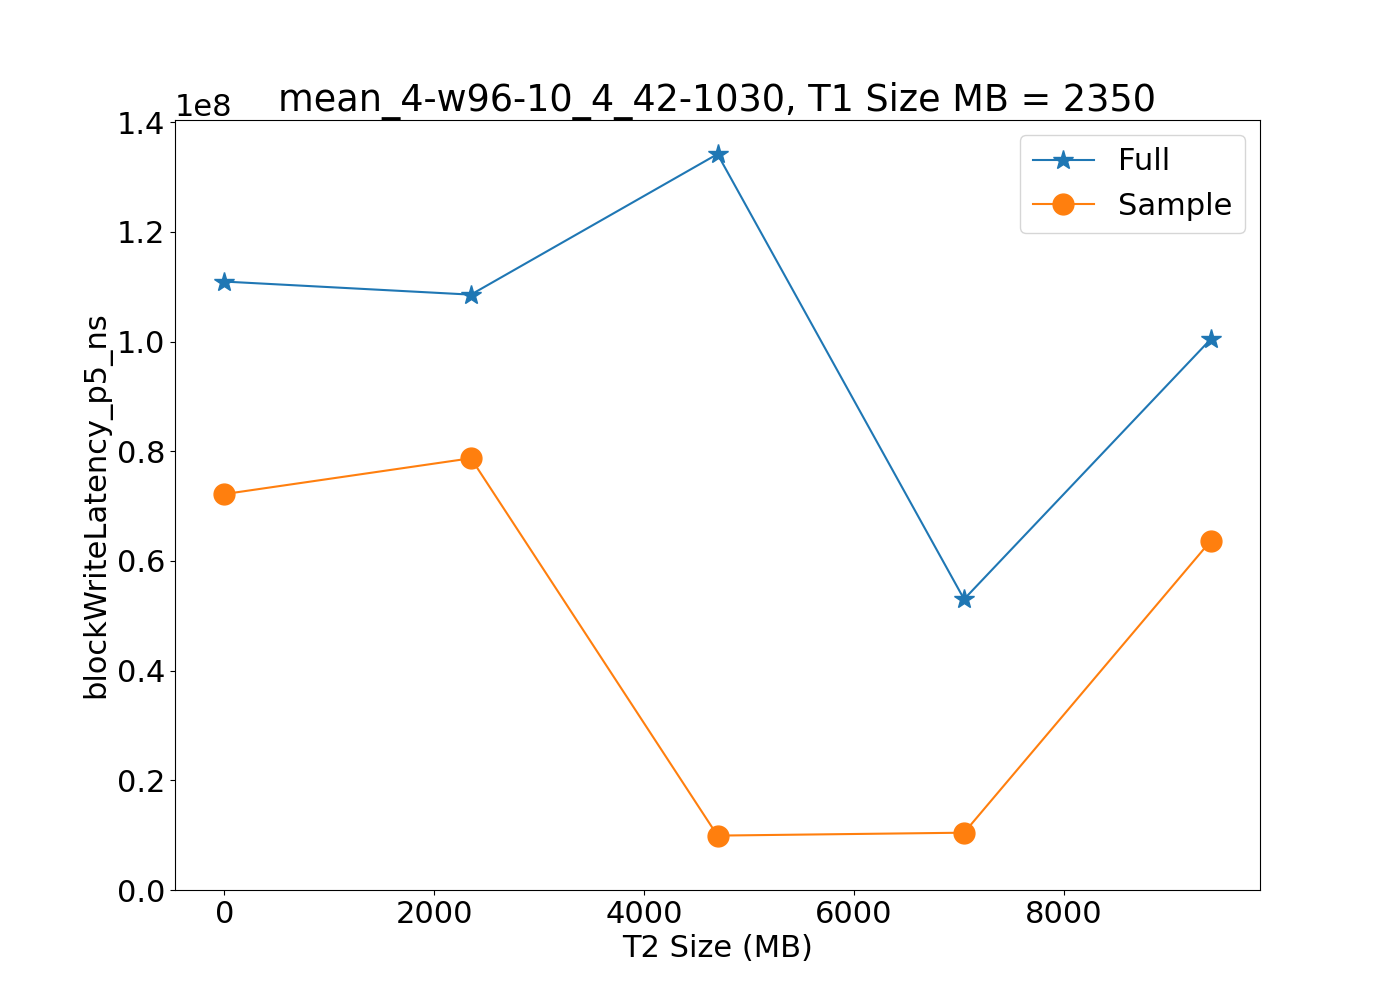 mean_4-w96-10_4_42-1030, T1 Size MB = 2350
1e8
1.4
1.2
1.0
0.8
0.6
0.4
0.2
0.0
blockWriteLatency_p5_ns
Full
Sample
0 2000 4000 6000 8000
T2 Size (MB)